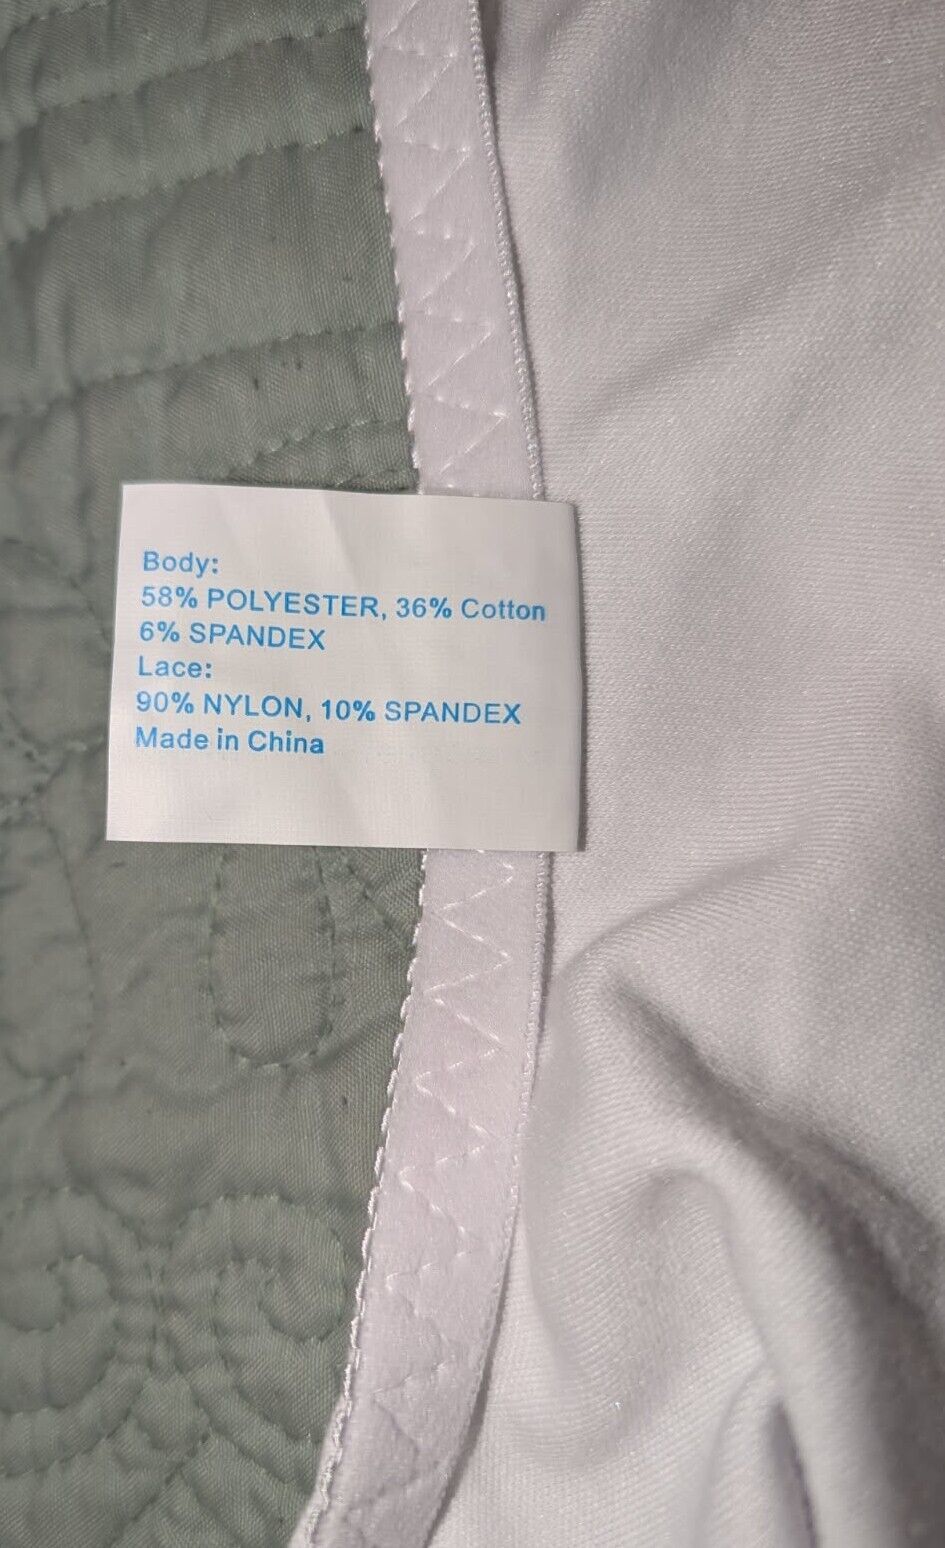 Body:
58% POLYESTER, 36% Cotton
6% SPANDEX
Lace:
90% NYLON, 10% SPANDEX
Made in China